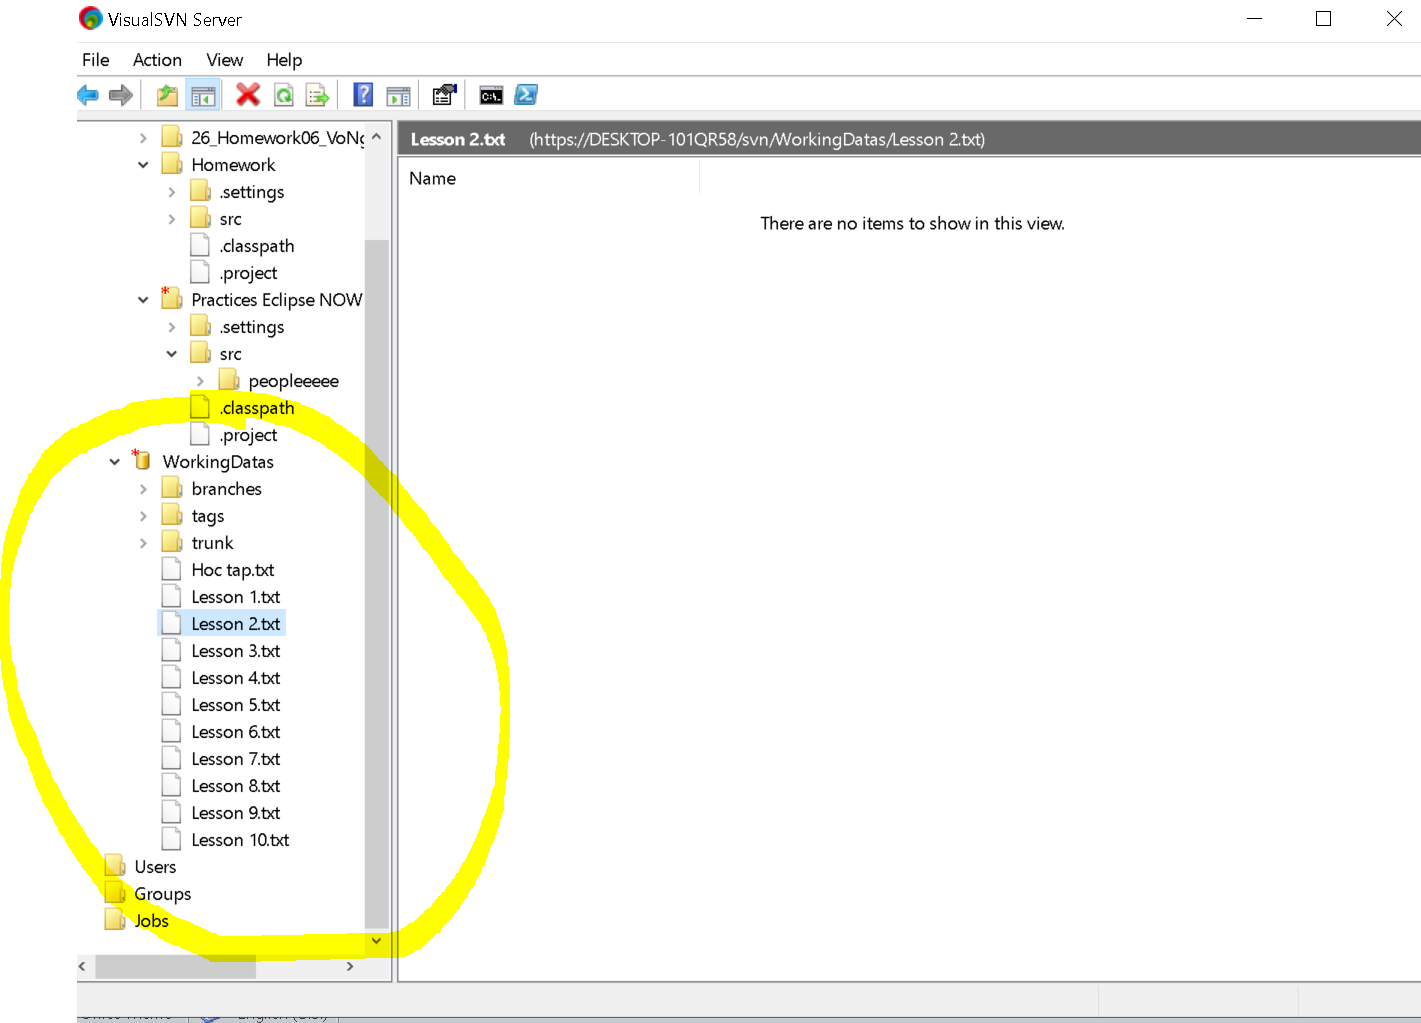 VisualSVN Server
File Action View Help
26_Homework06_VoNg
Homework
.settings
src
.classpath
.project
Practices Eclipse NOW
.settings
src
peopleeeee
.classpath
.project
WorkingDatas
branches
tags
trunk
Hoc tap.txt
Lesson 1.txt
Lesson 2.txt
Lesson 3.txt
Lesson 4.txt
Lesson 5.txt
Lesson 6.txt
Lesson 7.txt
Lesson 8.txt
Lesson 9.txt
Lesson 10.txt
Users
Groups
Jobs
Lesson 2.txt (https://DESKTOP-101QR58/svn/WorkingDatas/Lesson 2.txt)
Name
There are no items to show in this view.